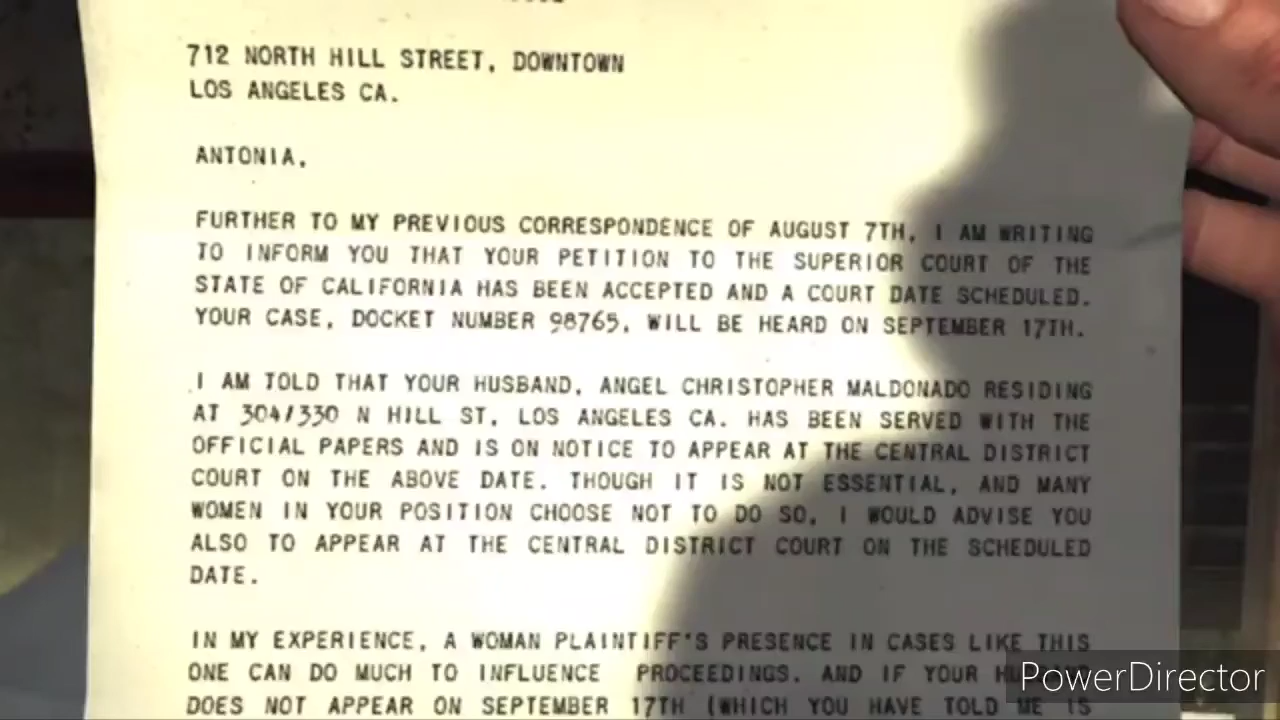 712 NORTH HILL STREET, DOWNTOWN
LOS ANGELES CA.
ANTONIA,
FURTHER TO MY PREVIOUS CORRESPONDENCE OF AUGUST 7TH, I AM WRITING
TO INFORM YOU THAT YOUR PETITION TO THE SUPERIOR COURT OF THE
STATE OF CALIFORNIA HAS BEEN ACCEPTED AND A COURT DATE SCHEDULED.
YOUR CASE, DOCKET NUMBER 98765, WILL BE HEARD ON SEPTEMBER 17TH.
I AM TOLD THAT YOUR HUSBAND, ANGEL CHRISTOPHER MALDONADO RESIDING
AT 304/330 N HILL ST, LOS ANGELES CA. HAS BEEN SERVED WITH THE
OFFICIAL PAPERS AND IS ON NOTICE TO APPEAR AT THE CENTRAL DISTRICT
COURT ON THE ABOVE DATE. THOUGH IT IS NOT ESSENTIAL, AND MANY
WOMEN IN YOUR POSITION CHOOSE NOT TO DO SO, I WOULD ADVISE YOU
ALSO TO APPEAR AT THE CENTRAL DISTRICT COURT ON THE SCHEDULED
DATE.
IN MY EXPERIENCE, A WOMAN PLAINTIFF'S PRESENCE IN CASES LIKE THIS
ONE CAN DO MUCH TO INFLUENCE PROCEEDINGS. AND IF YOUR
DOES NOT APPEAR ON SEPTEMBER 17TH (WHICH YOU HAVE TOLD ME IS
PowerDirector